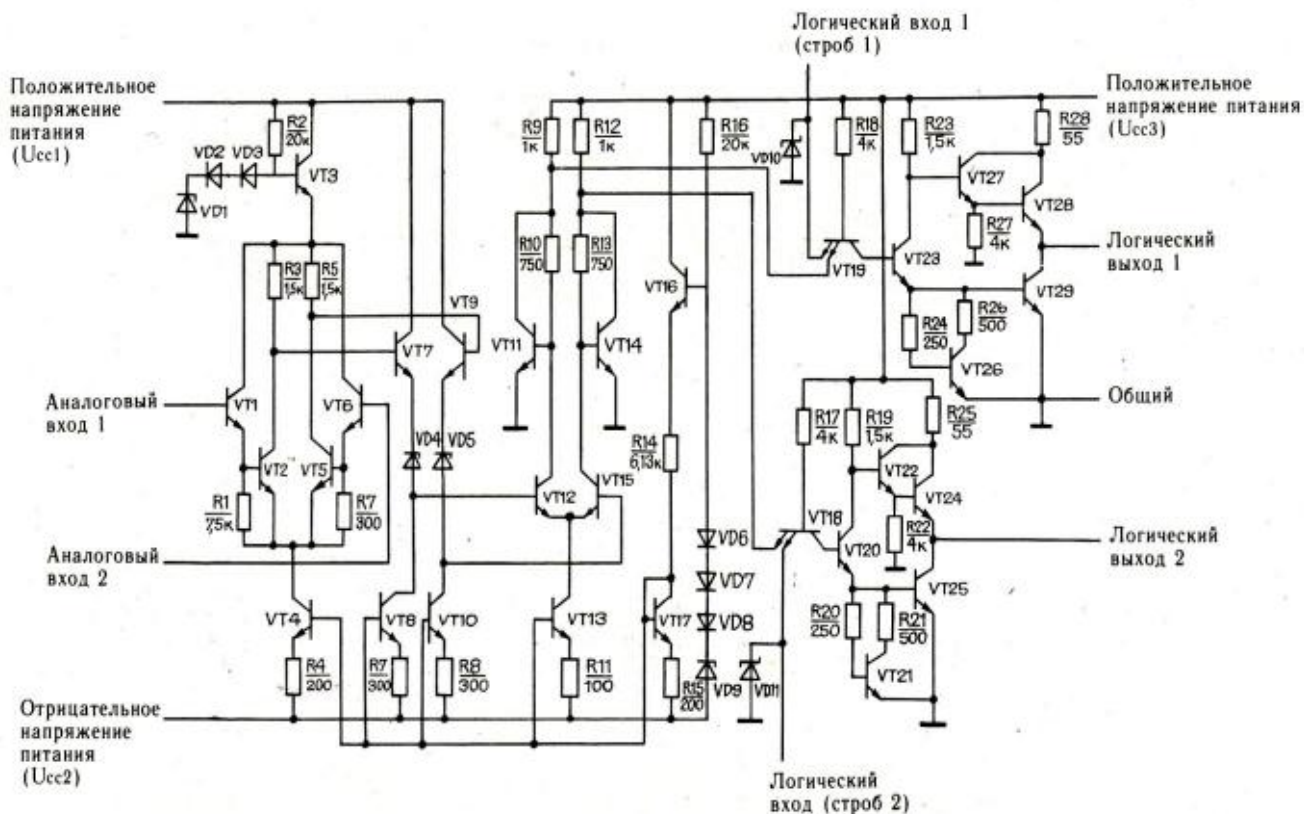 Логический вход 1
(строб 1)
Положительное
напряжение
питания
(Ucc1)
Положительное
напряжение питания
(Ucc3)
R2
20к
VD2
VD3
VT3
VD1
R9
1к
R12
1к
R16
20к
VD10
R18
4к
R23
1,5к
R28
55
VT27
VT28
R27
4к
R3
1,5к
R5
1,5к
VT9
R10
750
R13
750
VT16
VT19
VT23
Логический
выход 1
VT7
VT11
VT14
R24
250
R26
500
VT29
VT26
Аналоговый
вход 1
VT1
VT6
Общий
VD4
VD5
R14
6,13к
R17
4к
R19
1,5к
R25
55
VT2
VT5
VT15
VT12
VT22
VT24
R1
7,5к
R7
300
VT18
R22
4к
VT20
Аналоговый
вход 2
VD6
VD7
VD8
Логический
выход 2
VT4
VT8
VT10
VT13
VT17
VT25
R20
250
R21
500
VT21
R4
200
R7
300
R8
300
R11
100
R15
200
VD9
VD11
Отрицательное
напряжение
питания
(Ucc2)
Логический
вход (строб 2)